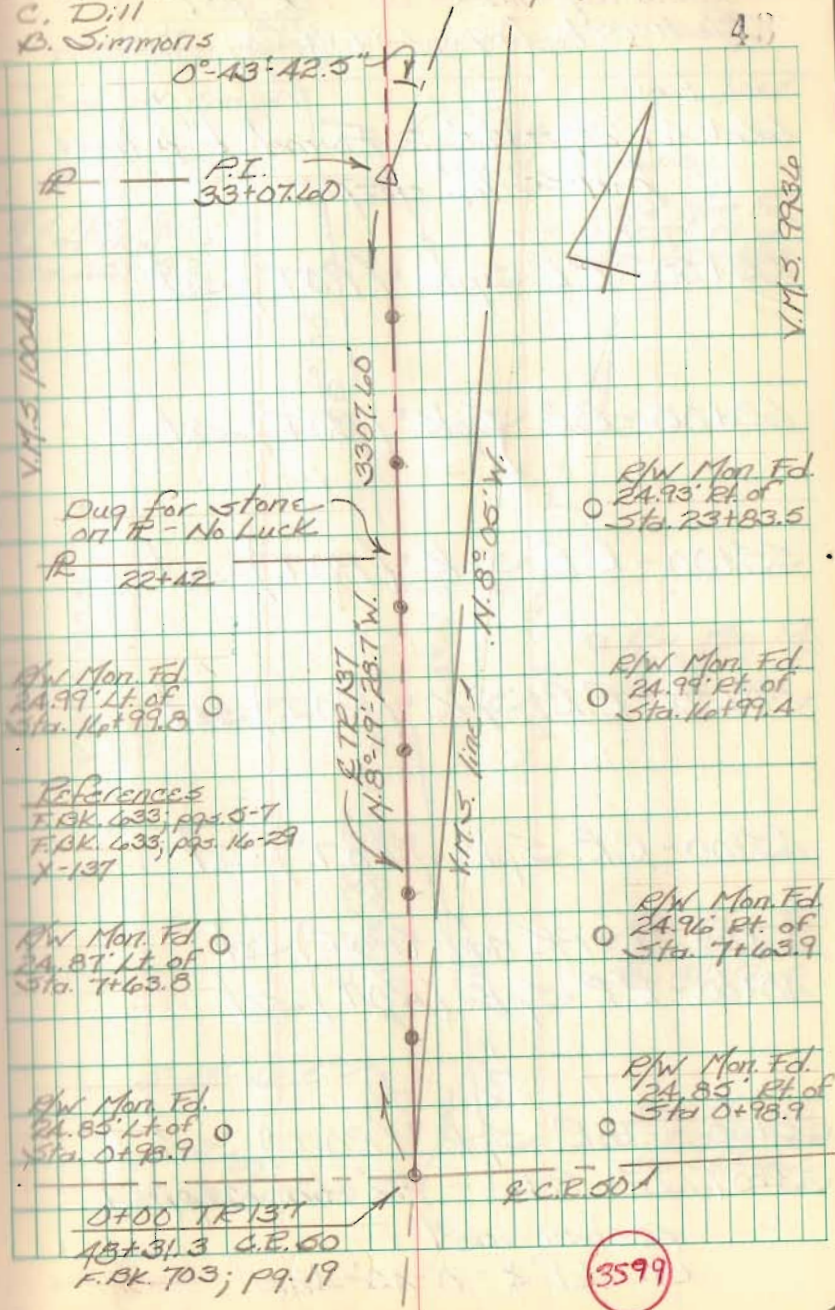 C. Dill
B. Simmons
4
0°-43'-42.5"
P.I.
33+07.60
V.M.S. 9936
V.M.S. 10041
3307.60'
R/W Mon. Fd.
24.93' Rt. of
Sta. 23+83.5
Dug for stone
on ℙ - No Luck
22+42
N. 8°-05' W.
R/W Mon. Fd.
24.99' Lt. of
Sta. 16+99.8
R/W Mon. Fd.
24.99' Rt. of
Sta. 16+99.4
℄ TR 137
N. 8°-19'-23.7" W.
V.M.S. line
References
F.BK. 633; pgs. 5-7
F.BK. 633; pgs. 16-29
X-137
R/W Mon. Fd.
24.87' Lt. of
Sta. 7+63.8
R/W Mon. Fd.
24.96' Rt. of
Sta. 7+63.9
R/W Mon. Fd.
24.85' Lt. of
Sta. 0+98.9
R/W Mon. Fd.
24.85' Rt. of
Sta 0+98.9
℄ C.R. 50
0+00 TR 137
48+31.3 C.R. 50
F.BK. 703; pg. 19
3599